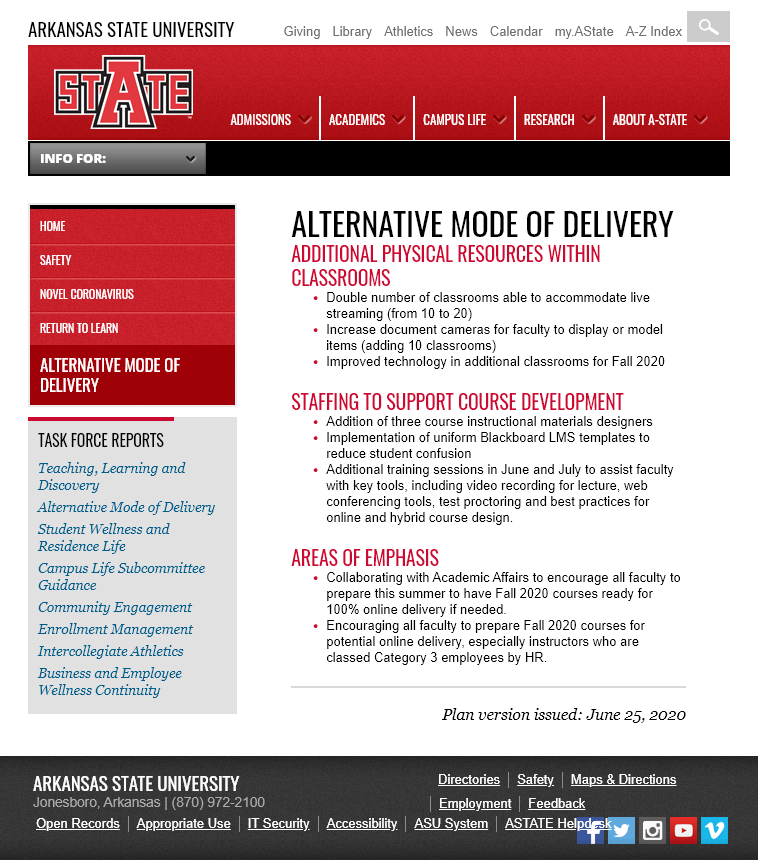 ARKANSAS STATE UNIVERSITY
Giving Library Athletics News Calendar my.AState A-Z Index
STATE
ADMISSIONS ACADEMICS CAMPUS LIFE RESEARCH ABOUT A-STATE
INFO FOR:
HOME
SAFETY
NOVEL CORONAVIRUS
RETURN TO LEARN
ALTERNATIVE MODE OF
DELIVERY
TASK FORCE REPORTS
Teaching, Learning and
Discovery
Alternative Mode of Delivery
Student Wellness and
Residence Life
Campus Life Subcommittee
Guidance
Community Engagement
Enrollment Management
Intercollegiate Athletics
Business and Employee
Wellness Continuity
ALTERNATIVE MODE OF DELIVERY
ADDITIONAL PHYSICAL RESOURCES WITHIN
CLASSROOMS
• Double number of classrooms able to accommodate live
streaming (from 10 to 20)
• Increase document cameras for faculty to display or model
items (adding 10 classrooms)
• Improved technology in additional classrooms for Fall 2020
STAFFING TO SUPPORT COURSE DEVELOPMENT
• Addition of three course instructional materials designers
• Implementation of uniform Blackboard LMS templates to
reduce student confusion
• Additional training sessions in June and July to assist faculty
with key tools, including video recording for lecture, web
conferencing tools, test proctoring and best practices for
online and hybrid course design.
AREAS OF EMPHASIS
• Collaborating with Academic Affairs to encourage all faculty to
prepare this summer to have Fall 2020 courses ready for
100% online delivery if needed.
• Encouraging all faculty to prepare Fall 2020 courses for
potential online delivery, especially instructors who are
classed Category 3 employees by HR.
Plan version issued: June 25, 2020
ARKANSAS STATE UNIVERSITY
Jonesboro, Arkansas | (870) 972-2100
Open Records Appropriate Use IT Security Accessibility ASU System ASTATE Helpdesk
Directories Safety Maps & Directions
Employment Feedback